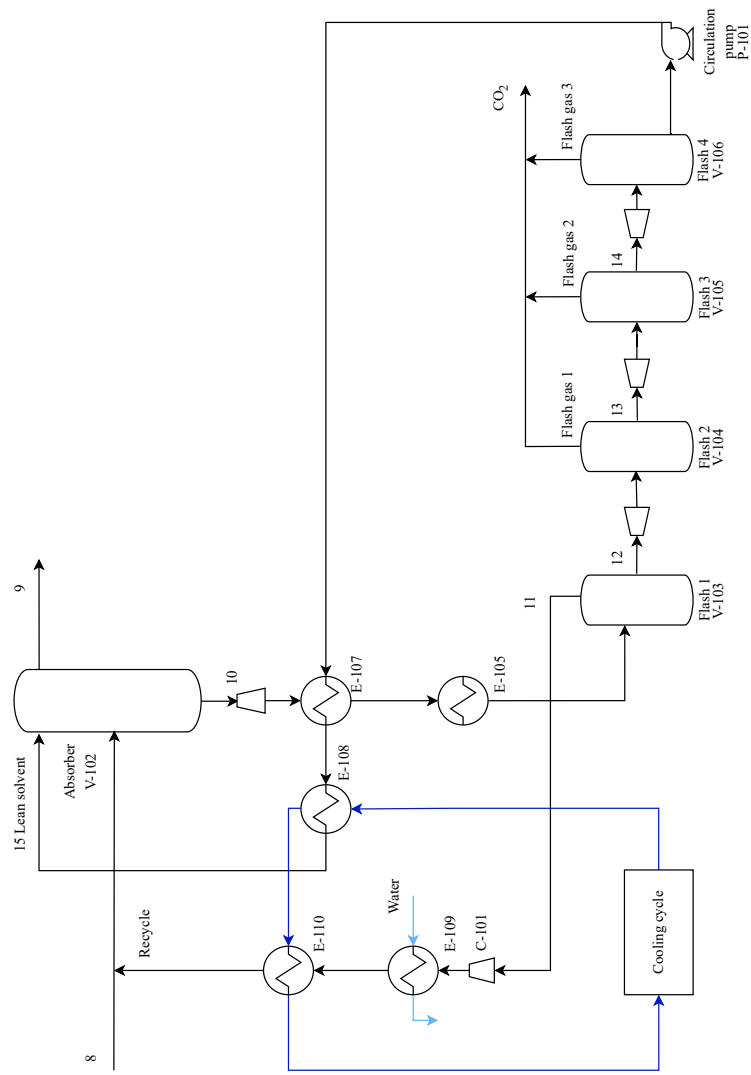 8
Recycle
15 Lean solvent
Absorber
V-102
9
10
E-110
Water
E-109
C-101
Cooling cycle
E-108
E-107
E-105
11
Flash 1
V-103
12
Flash gas 1
Flash 2
V-104
13
Flash gas 2
Flash 3
V-105
14
Flash gas 3
Flash 4
V-106
CO₂
Circulation
pump
P-101